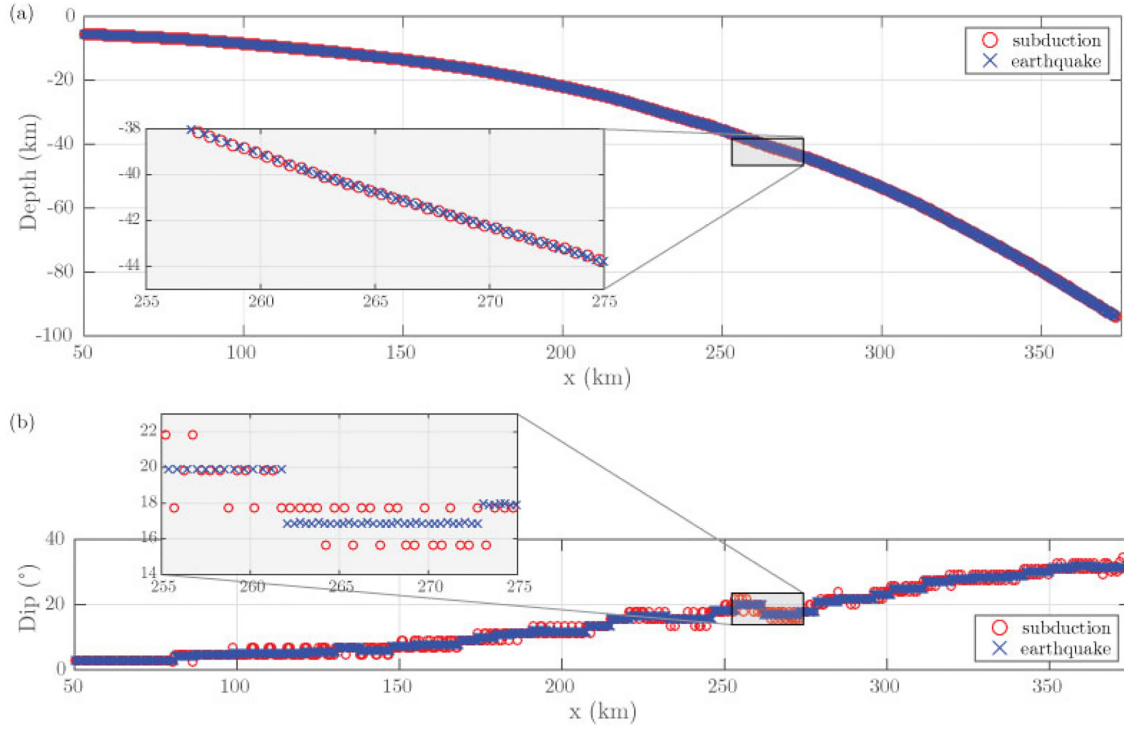 (a)
0
-20
-40
-60
-80
-100
Depth (km)
subduction
earthquake
-38
-40
-42
-44
255 260 265 270 275
50 100 150 200 250 300 350
x (km)
(b)
22
20
18
16
14
255 260 265 270 275
40
20
0
Dip (°)
subduction
earthquake
50 100 150 200 250 300 350
x (km)